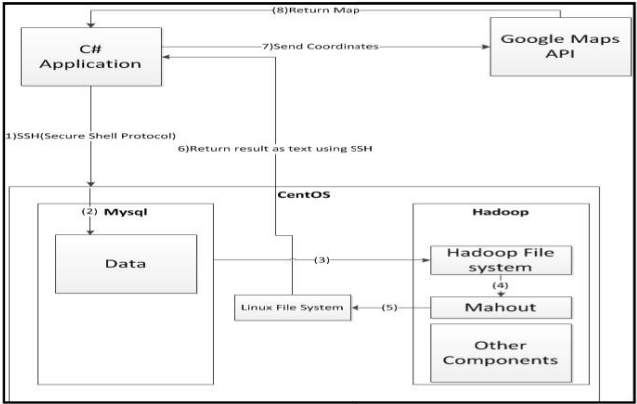 (8)Return Map
C#
Application
7)Send Coordinates
Google Maps
API
1)SSH(Secure Shell Protocol)
6)Return result as text using SSH
CentOS
(2)
Mysql
Hadoop
Data
(3)
Hadoop File
system
(4)
Linux File System
(5)
Mahout
Other
Components